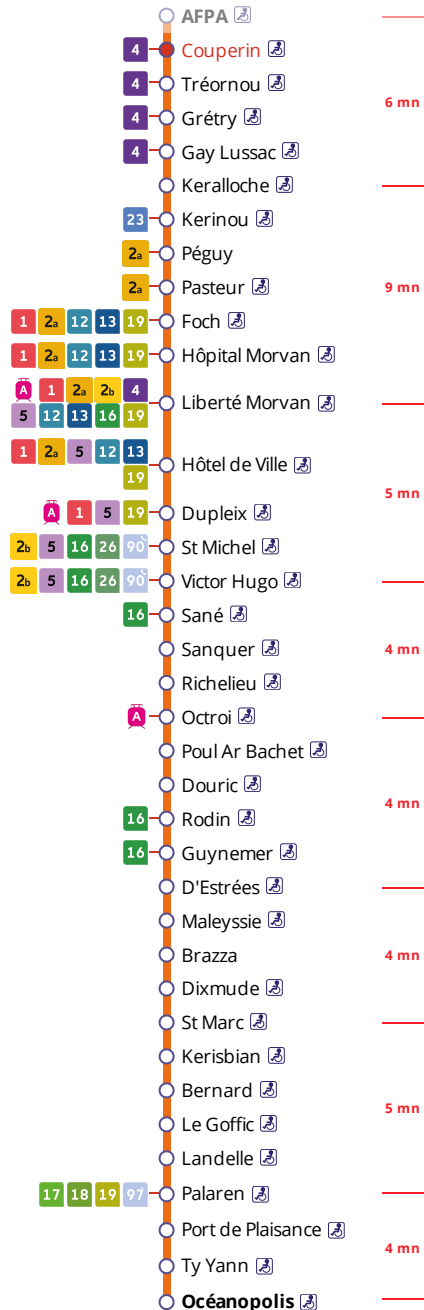 AFPA
4 Couperin
4 Tréornou
6 mn
4 Grétry
4 Gay Lussac
Keralloche
23 Kerinou
2a Péguy
2a Pasteur
9 mn
1 2a 12 13 19 Foch
1 2a 12 13 19 Hôpital Morvan
A 1 2a 2b 4
5 12 13 16 19 Liberté Morvan
1 2a 5 12 13
19 Hôtel de Ville
5 mn
A 1 5 19 Dupleix
2b 5 16 26 90 St Michel
2b 5 16 26 90 Victor Hugo
16 Sané
Sanquer
4 mn
Richelieu
A Octroi
Poul Ar Bachet
Douric
4 mn
16 Rodin
16 Guynemer
D'Estrées
Maleyssie
Brazza
4 mn
Dixmude
St Marc
Kerisbian
Bernard
5 mn
Le Goffic
Landelle
17 18 19 97 Palaren
Port de Plaisance
4 mn
Ty Yann
Océanopolis